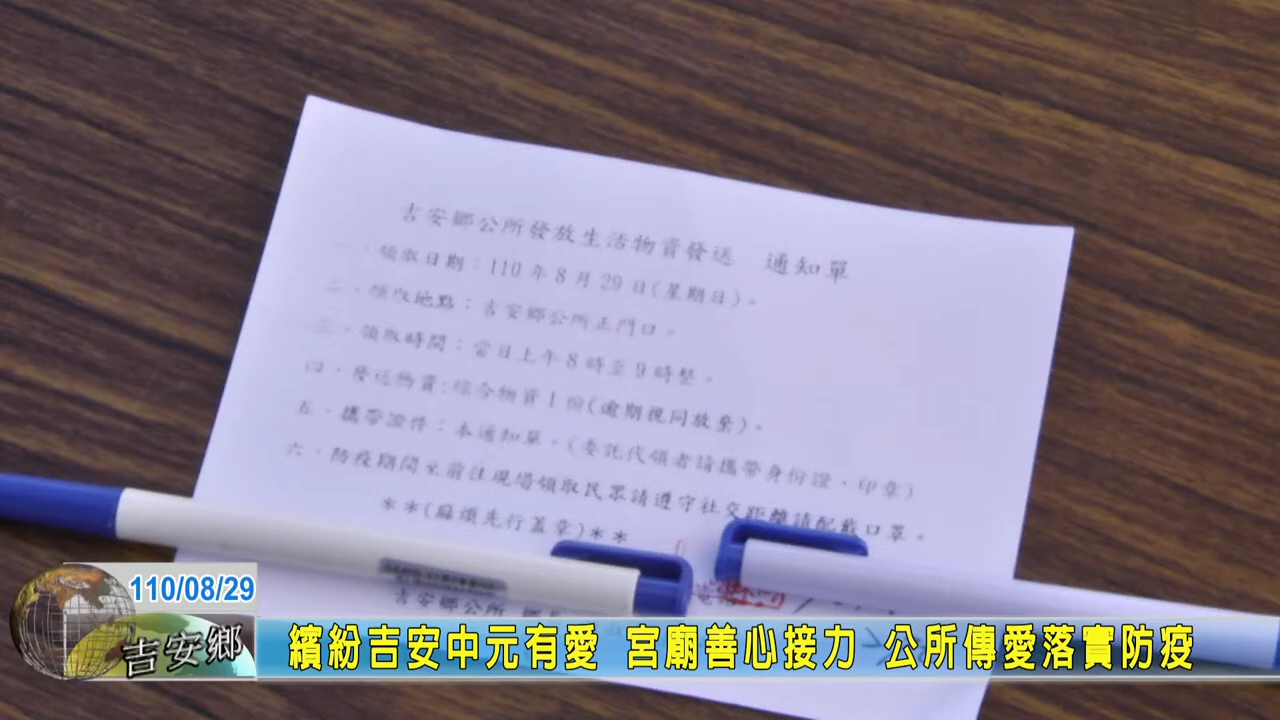 吉安鄉公所發放生活物資發送　通知單
一．領取日期：110年8月29日(星期日)。
二．領取地點：吉安鄉公所正門口。
三．領取時間：當日上午8時至9時整。
四．發送物資:綜合物資1份(逾期視同放棄)。
五．攜帶證件：本通知單。(委託代領者請攜帶身份證、印章)
六．防疫期間至前往現場領取民眾請遵守社交距離請配戴口罩。
＊＊(麻煩先行蓋章)＊＊
吉安鄉公所 鄉長
110/08/29
吉安鄉
繽紛吉安中元有愛 宮廟善心接力 公所傳愛落實防疫